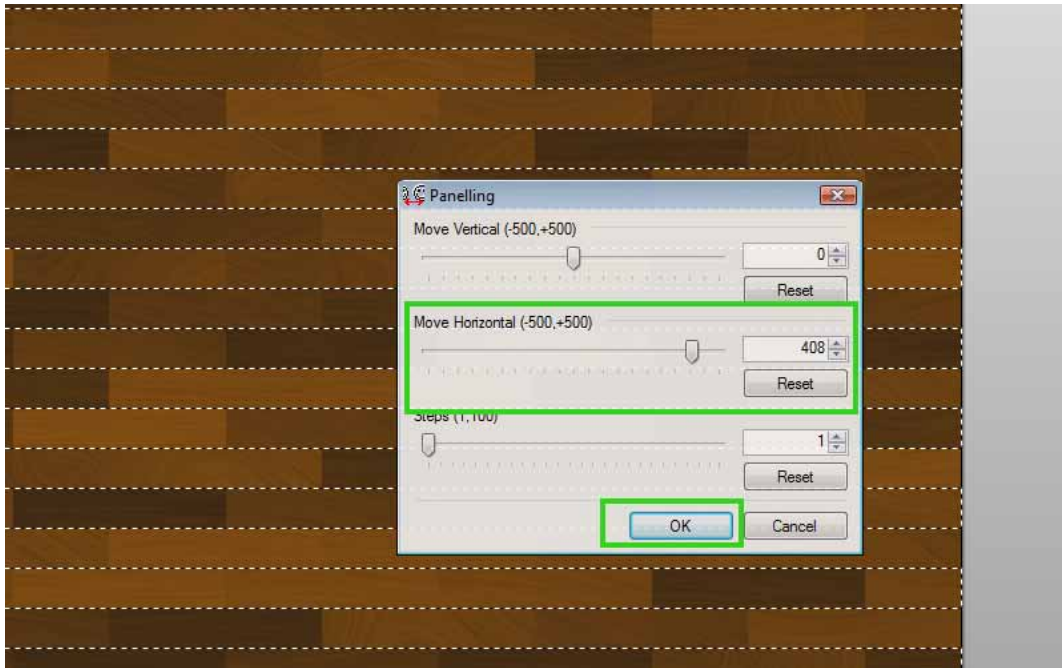 Panelling
Move Vertical (-500,+500)
0
Reset
Move Horizontal (-500,+500)
408
Reset
Steps (1,100)
1
Reset
OK
Cancel